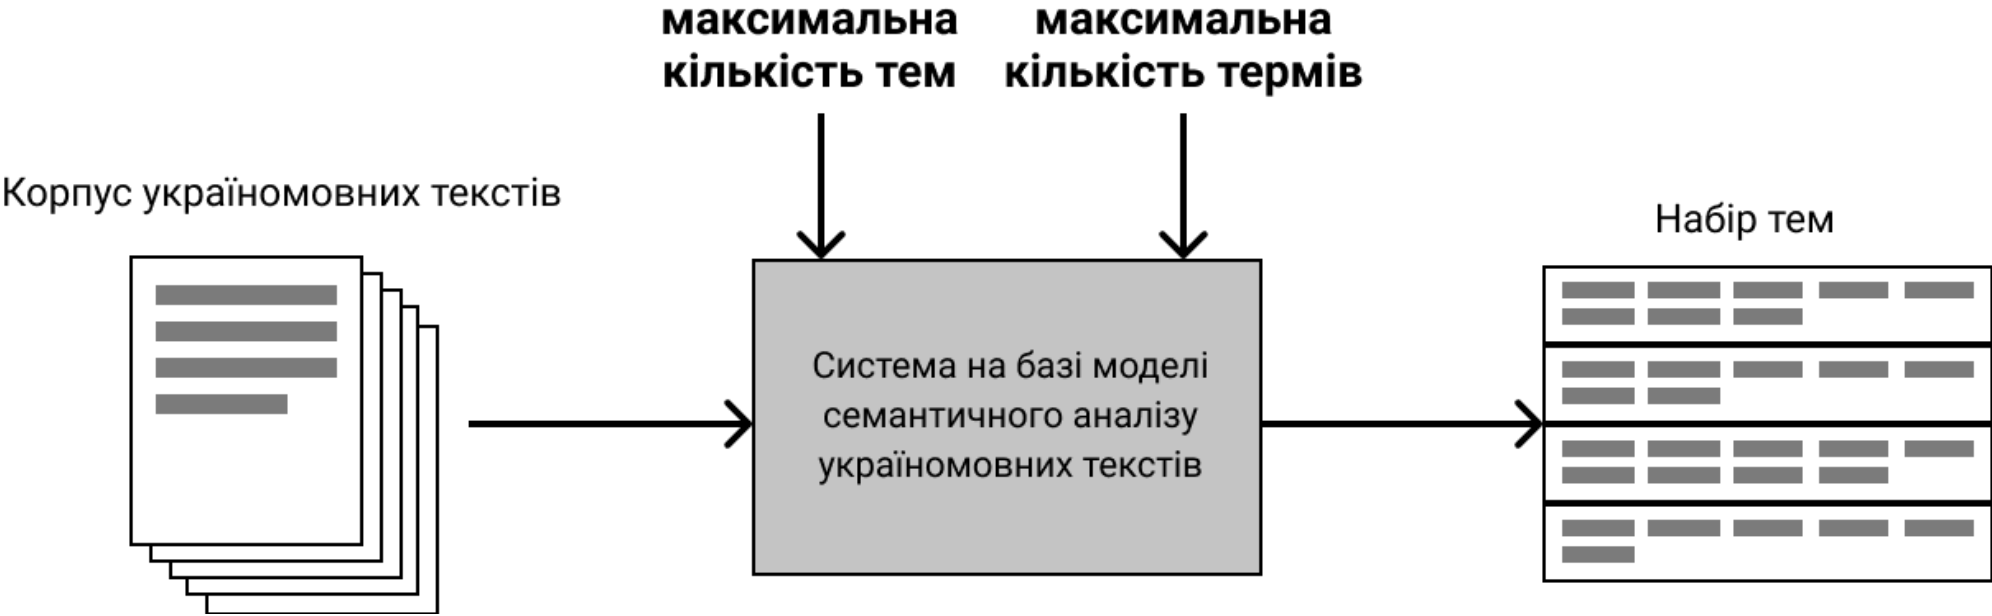 максимальна
кількість тем
максимальна
кількість термів
Корпус україномовних текстів
Набір тем
Система на базі моделі
семантичного аналізу
україномовних текстів